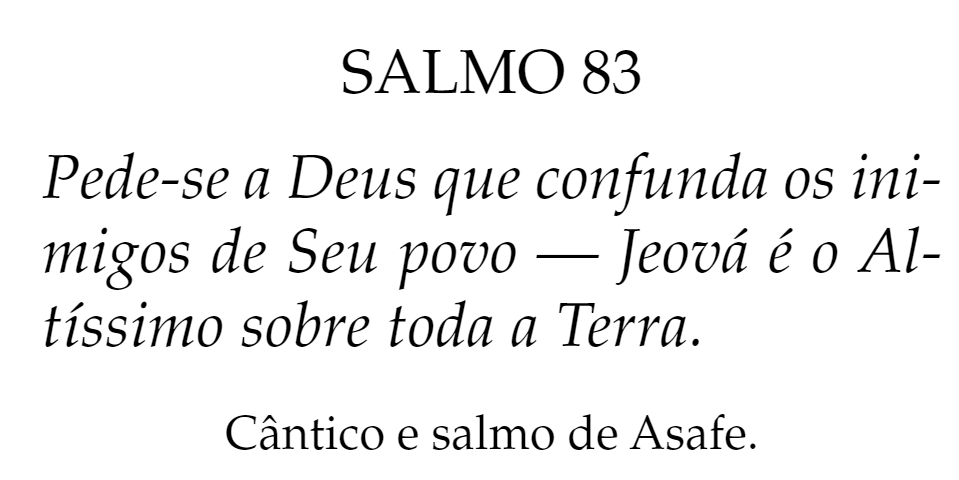 SALMO 83
Pede-se a Deus que confunda os ini-
migos de Seu povo — Jeová é o Al-
tíssimo sobre toda a Terra.
Cântico e salmo de Asafe.